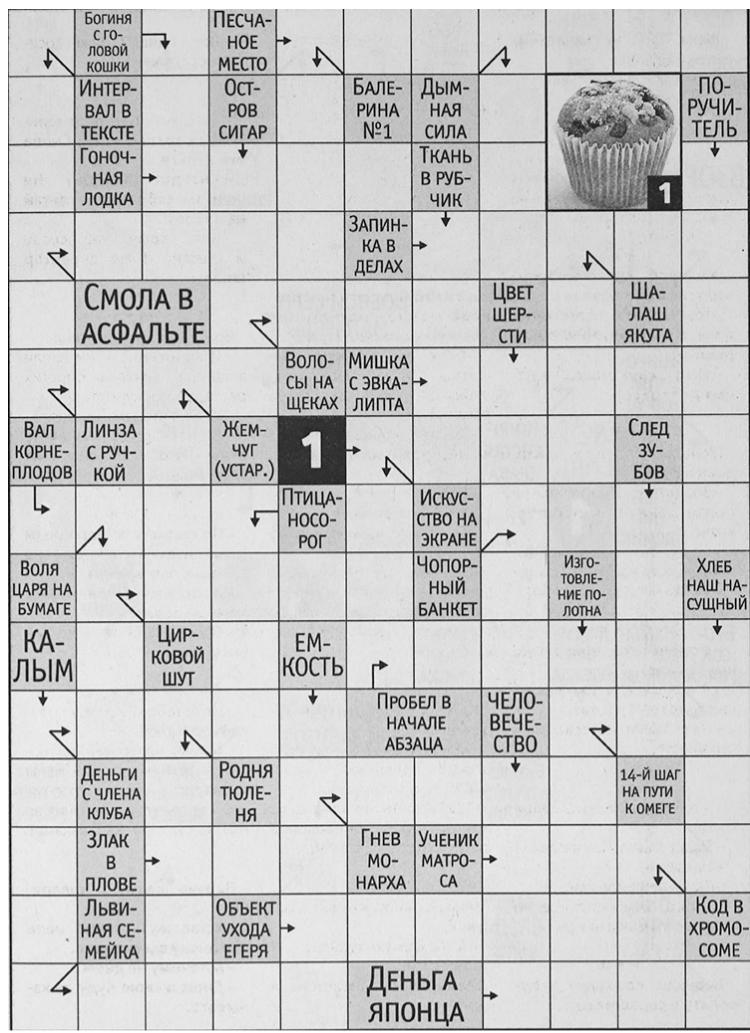 БОГИНЯ
С ГО-
ЛОВОЙ
КОШКИ
ПЕСЧА-
НОЕ
МЕСТО
ИНТЕР-
ВАЛ В
ТЕКСТЕ
ОСТ-
РОВ
СИГАР
БАЛЕ-
РИНА
№1
ДЫМ-
НАЯ
СИЛА
ПО-
РУЧИ-
ТЕЛЬ
ГОНОЧ-
НАЯ
ЛОДКА
ТКАНЬ
В РУБ-
ЧИК
1
ЗАПИН-
КА В
ДЕЛАХ
СМОЛА В
АСФАЛЬТЕ
ЦВЕТ
ШЕР-
СТИ
ША-
ЛАШ
ЯКУТА
ВОЛО-
СЫ НА
ЩЕКАХ
МИШКА
С ЭВКА-
ЛИПТА
ВАЛ
КОРНЕ-
ПЛОДОВ
ЛИНЗА
С РУЧ-
КОЙ
ЖЕМ-
ЧУГ
(УСТАР.)
1
СЛЕД
ЗУ-
БОВ
ПТИЦА-
НОСО-
РОГ
ИСКУС-
СТВО НА
ЭКРАНЕ
ВОЛЯ
ЦАРЯ НА
БУМАГЕ
ЧОПОР-
НЫЙ
БАНКЕТ
ИЗГО-
ТОВЛЕ-
НИЕ ПО-
ЛОТНА
ХЛЕБ
НАШ НА-
СУЩНЫЙ
КА-
ЛЫМ
ЦИР-
КОВОЙ
ШУТ
ЕМ-
КОСТЬ
ПРОБЕЛ В
НАЧАЛЕ
АБЗАЦА
ЧЕЛО-
ВЕЧЕ-
СТВО
ДЕНЬГИ
С ЧЛЕНА
КЛУБА
РОДНЯ
ТЮЛЕ-
НЯ
14-Й ШАГ
НА ПУТИ
К ОМЕГЕ
ЗЛАК
В
ПЛОВЕ
ГНЕВ
МО-
НАРХА
УЧЕНИК
МАТРО-
СА
ЛЬВИ-
НАЯ СЕ-
МЕЙКА
ОБЪЕКТ
УХОДА
ЕГЕРЯ
КОД В
ХРОМО-
СОМЕ
ДЕНЬГА
ЯПОНЦА